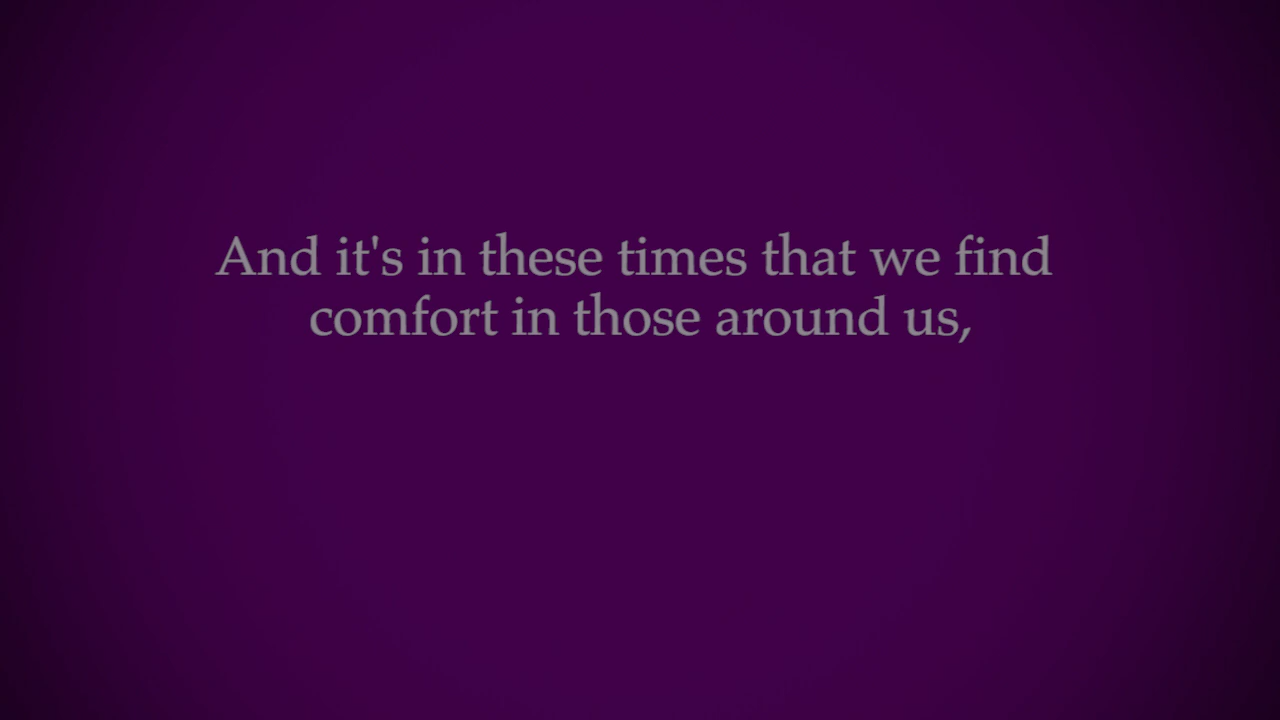 And it's in these times that we find
comfort in those around us,